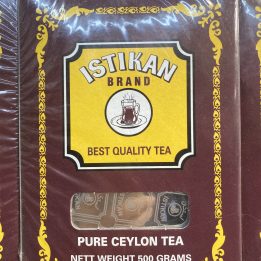 ISTIKAN
BRAND
BEST QUALITY TEA
PURE CEYLON TEA
NETT WEIGHT 500 GRAMS